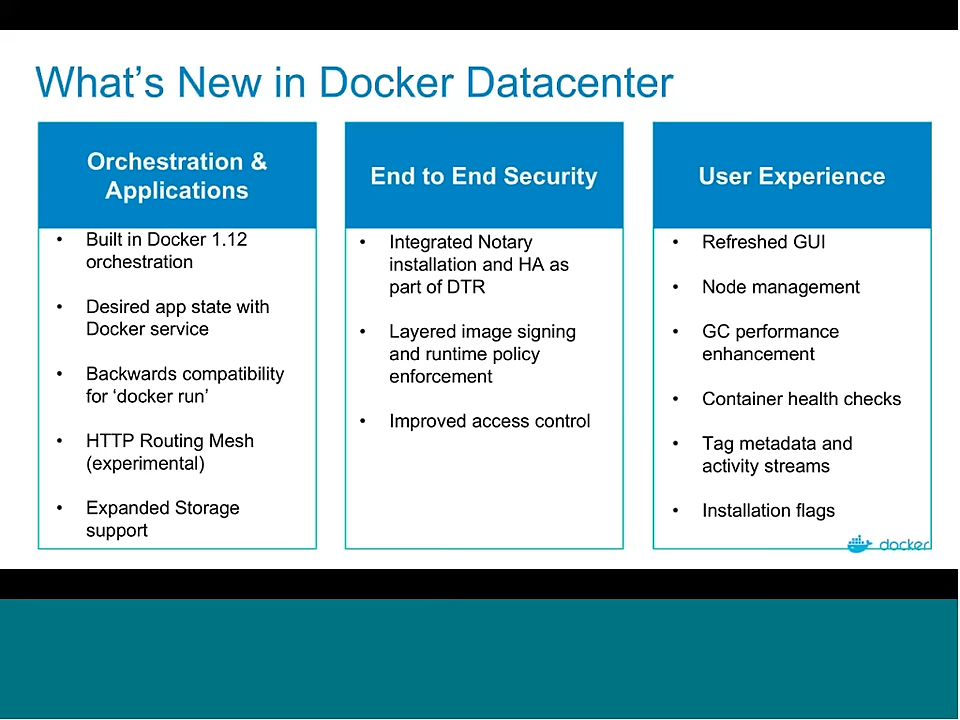 What's New in Docker Datacenter
Orchestration &
Applications
• Built in Docker 1.12
orchestration
• Desired app state with
Docker service
• Backwards compatibility
for ‘docker run’
• HTTP Routing Mesh
(experimental)
• Expanded Storage
support
End to End Security
• Integrated Notary
installation and HA as
part of DTR
• Layered image signing
and runtime policy
enforcement
• Improved access control
User Experience
• Refreshed GUI
• Node management
• GC performance
enhancement
• Container health checks
• Tag metadata and
activity streams
• Installation flags
docker